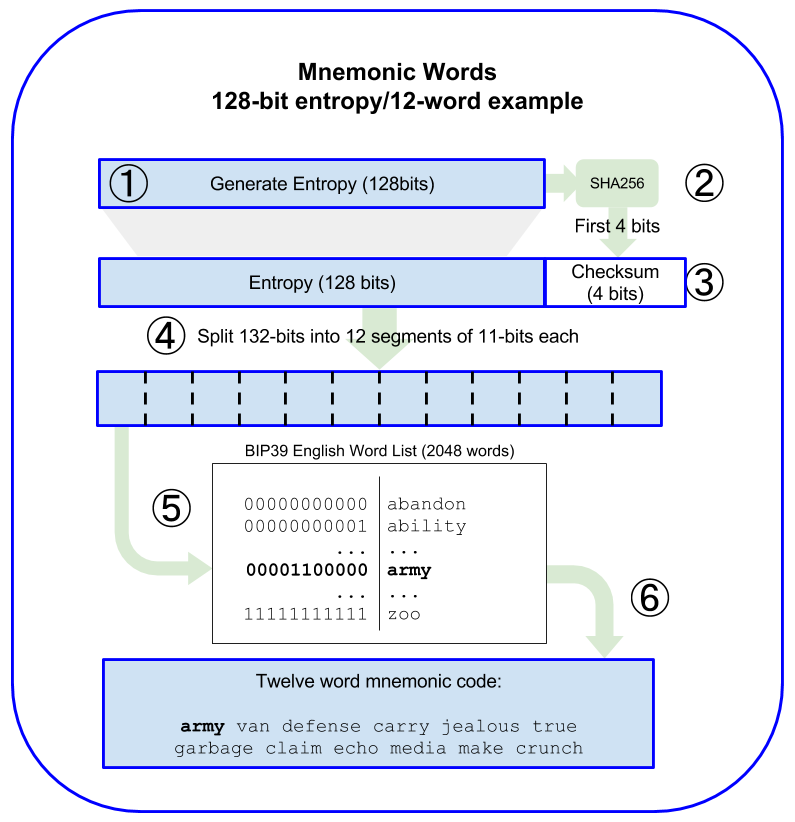 Mnemonic Words
128-bit entropy/12-word example
① Generate Entropy (128bits)
SHA256
②
First 4 bits
Entropy (128 bits)
Checksum
(4 bits)
③
④ Split 132-bits into 12 segments of 11-bits each
BIP39 English Word List (2048 words)
⑤
00000000000 abandon
00000000001 ability
... ...
00001100000 army
... ...
11111111111 zoo
⑥
Twelve word mnemonic code:
army van defense carry jealous true
garbage claim echo media make crunch